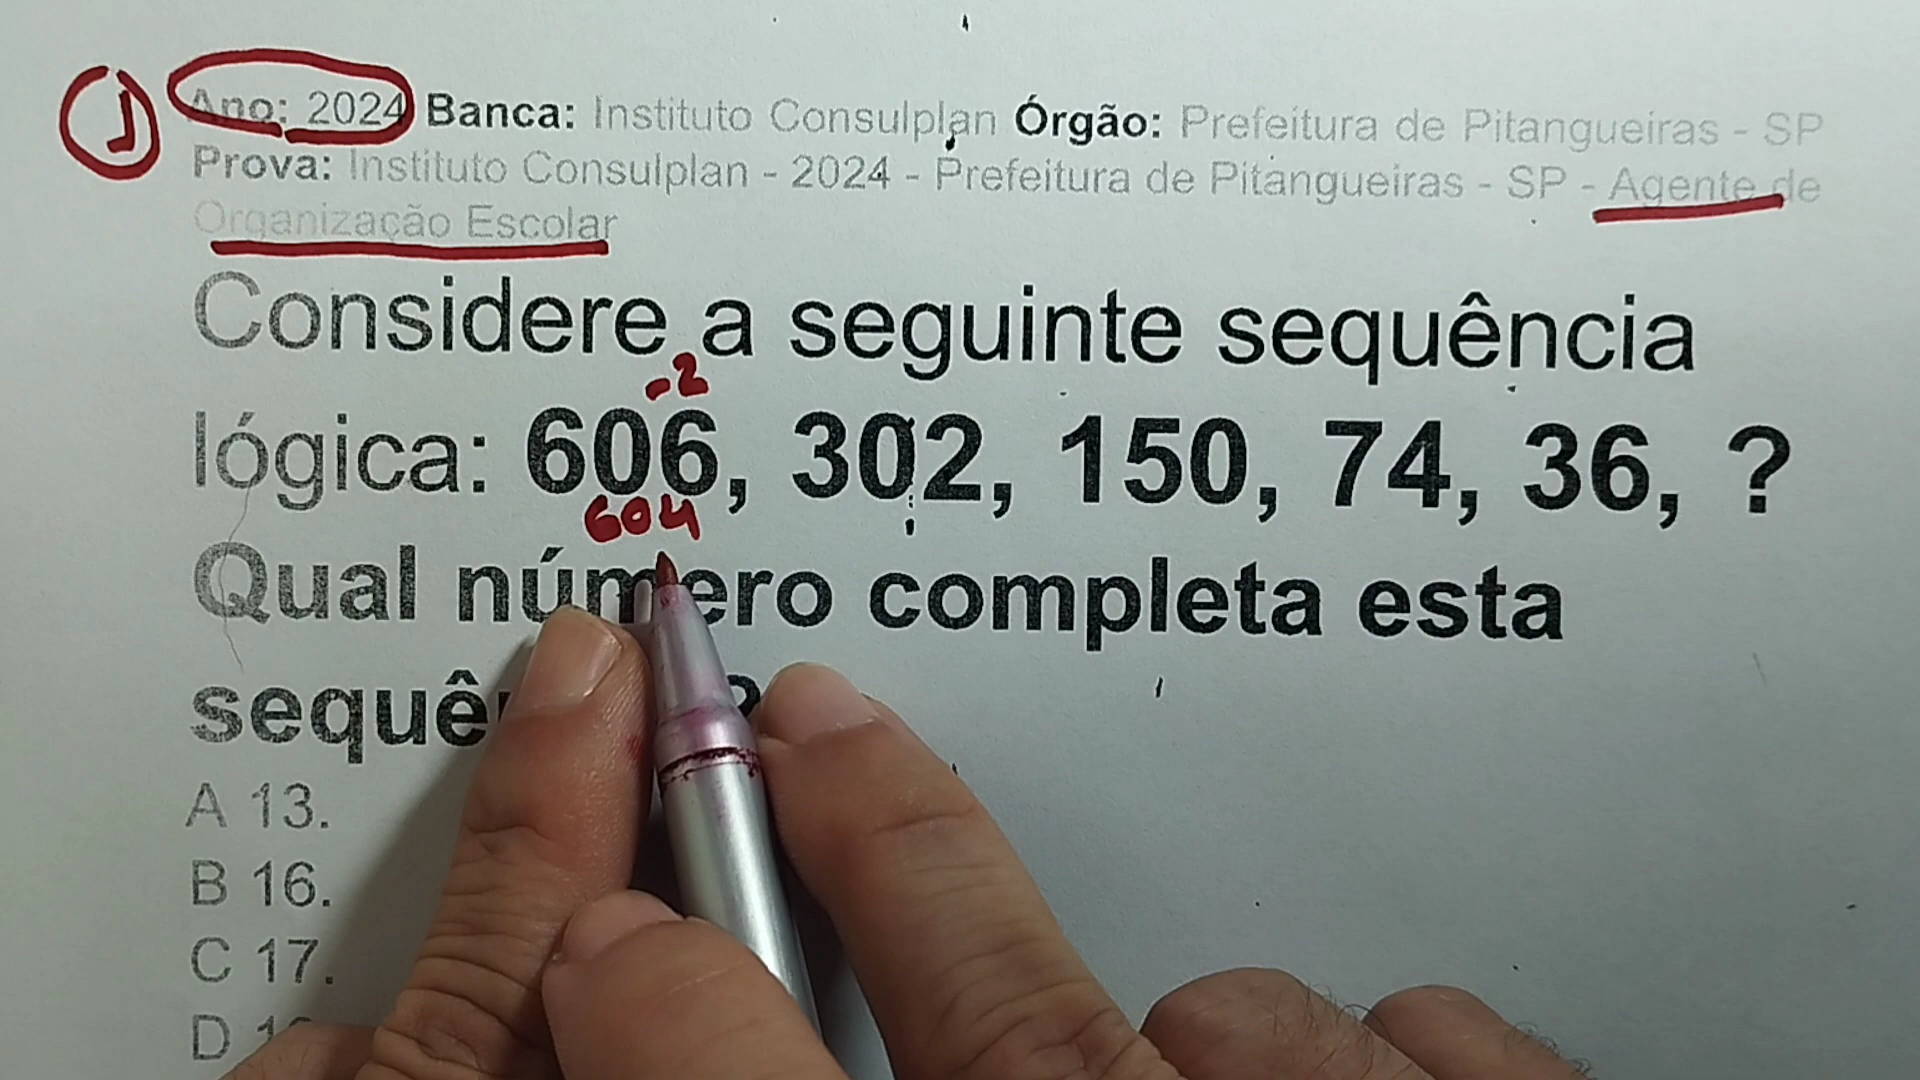 1
Ano: 2024 Banca: Instituto Consulplan Órgão: Prefeitura de Pitangueiras - SP
Prova: Instituto Consulplan - 2024 - Prefeitura de Pitangueiras - SP - Agente de
Organização Escolar
Considere a seguinte sequência
-2
lógica: 606, 302, 150, 74, 36, ?
604
Qual número completa esta
A 13.
B 16.
C 17.
D